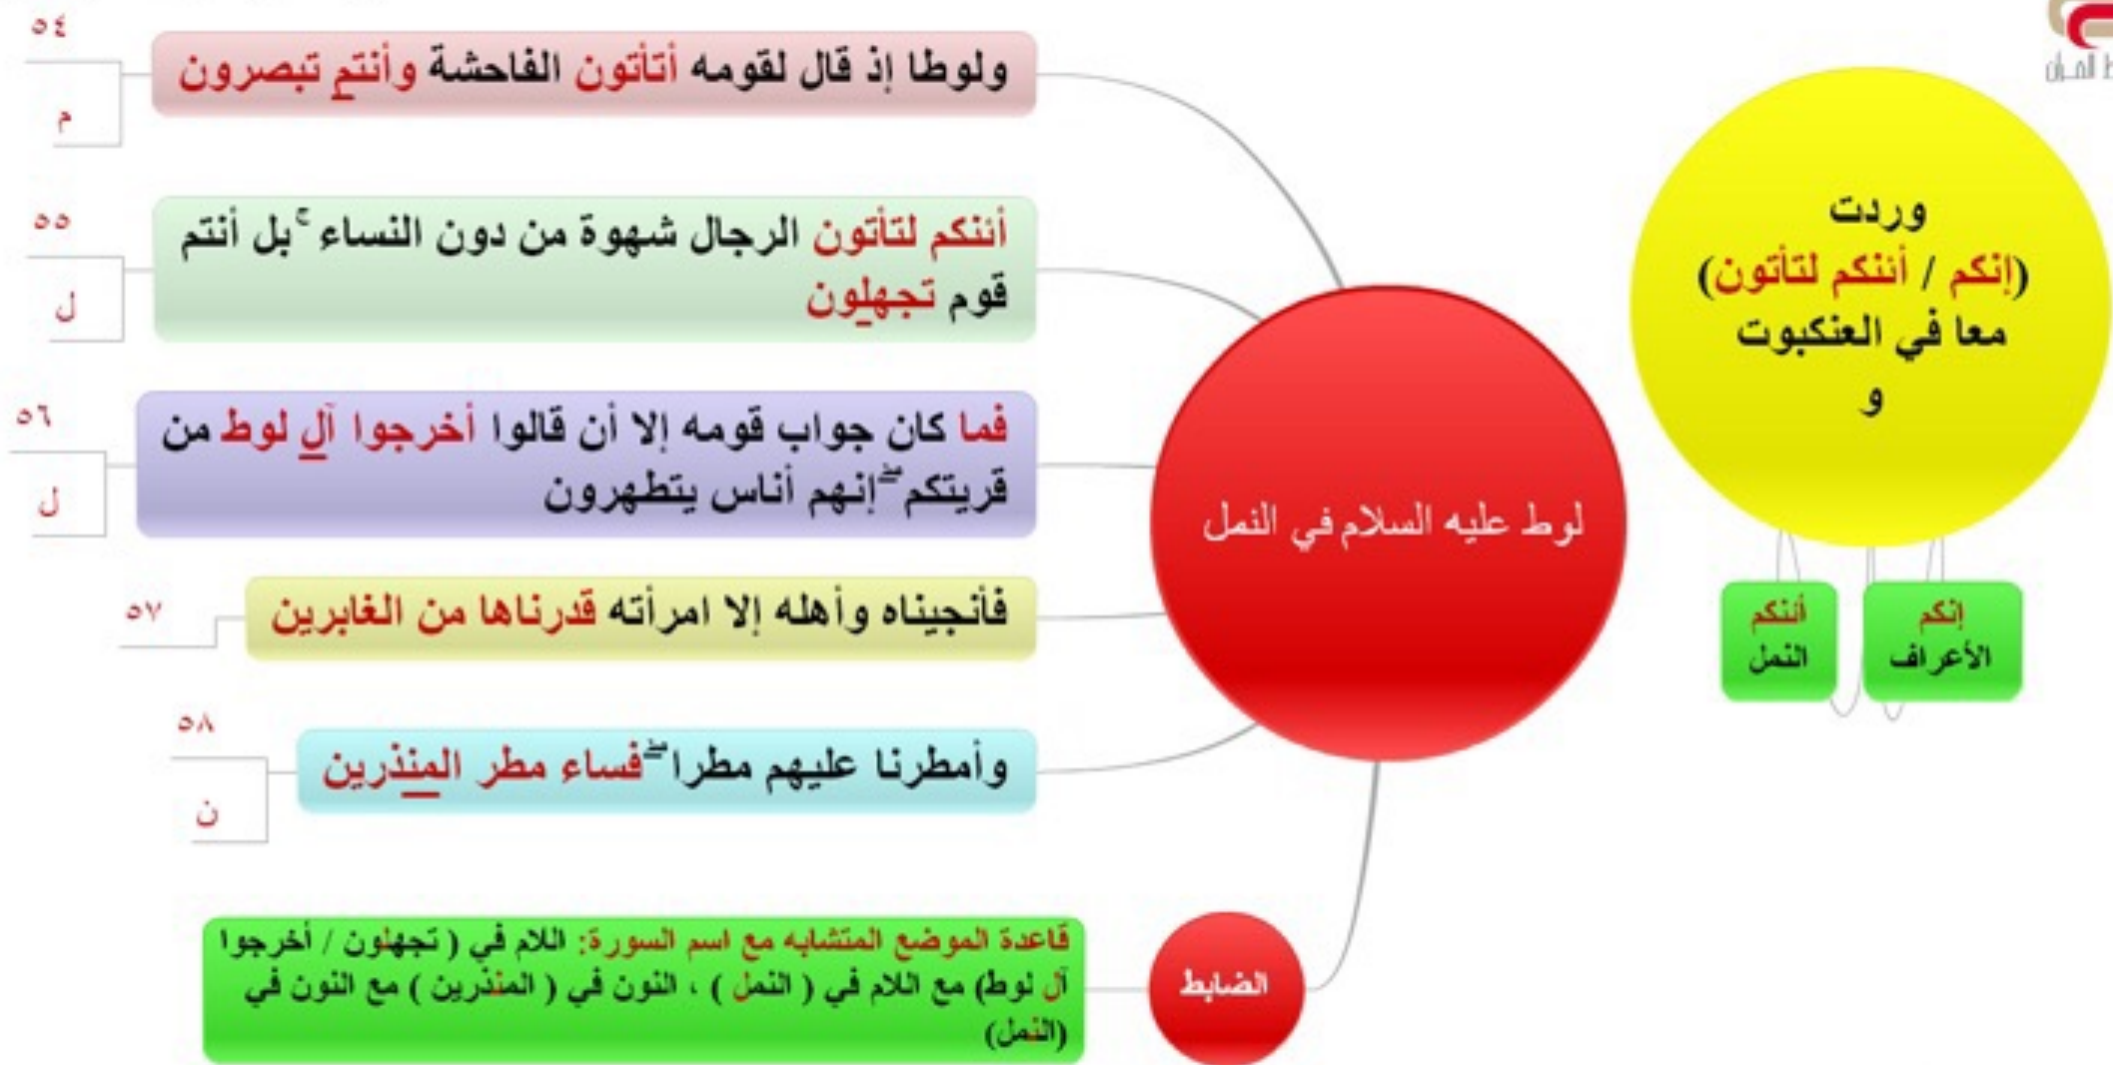 ٥٤
ولوطا إذ قال لقومه أتأتون الفاحشة وأنتم تبصرون
م
٥٥
أئنكم لتأتون الرجال شهوة من دون النساء ۚ بل أنتم
قوم تجهلون
ل
٥٦
فما كان جواب قومه إلا أن قالوا أخرجوا آل لوط من
قريتكم ۖ إنهم أناس يتطهرون
ل
٥٧
فأنجيناه وأهله إلا امرأته قدرناها من الغابرين
٥٨
وأمطرنا عليهم مطرا ۖ فساء مطر المنذرين
ن
لوط عليه السلام في النمل
وردت
(إنكم / أئنكم لتأتون)
معا في العنكبوت
و
إنكم
الأعراف
أئنكم
النمل
الضابط
قاعدة الموضع المتشابه مع اسم السورة: اللام في ( تجهلون / أخرجوا
آل لوط) مع اللام في ( النمل ) ، النون في ( المنذرين ) مع النون في
(النمل)